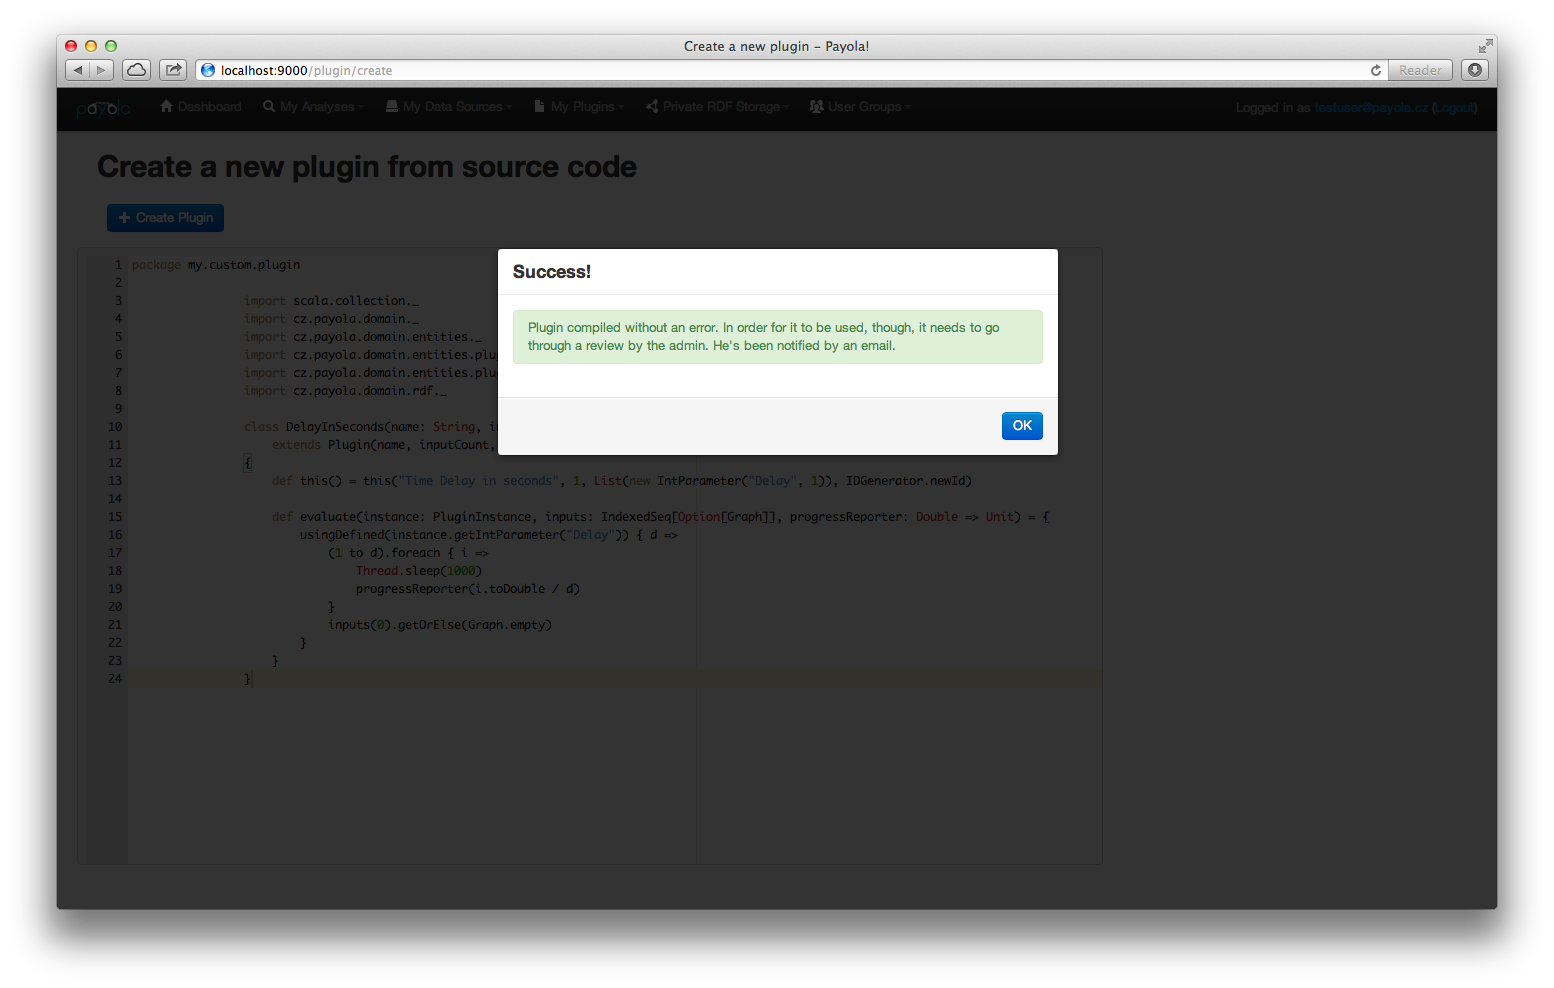 Create a new plugin – Payola!
localhost:9000/plugin/create
Reader
payola
Dashboard My Analyses My Data Sources My Plugins Private RDF Storage User Groups Logged in as testuser@payola.cz (Logout)
Create a new plugin from source code
Create Plugin
Success!
Plugin compiled without an error. In order for it to be used, though, it needs to go
through a review by the admin. He's been notified by an email.
OK
1 package my.custom.plugin
2
3 import scala.collection._
4 import cz.payola.domain._
5 import cz.payola.domain.entities._
6 import cz.payola.domain.entities.plu
7 import cz.payola.domain.entities.plu
8 import cz.payola.domain.rdf._
9
10 class DelayInSeconds(name: String, i
11 extends Plugin(name, inputCount,
12 {
13 def this() = this("Time Delay in seconds", 1, List(new IntParameter("Delay", 1)), IDGenerator.newId)
14
15 def evaluate(instance: PluginInstance, inputs: IndexedSeq[Option[Graph]], progressReporter: Double => Unit) = {
16 usingDefined(instance.getIntParameter("Delay")) { d =>
17 (1 to d).foreach { i =>
18 Thread.sleep(1000)
19 progressReporter(i.toDouble / d)
20 }
21 inputs(0).getOrElse(Graph.empty)
22 }
23 }
24 }